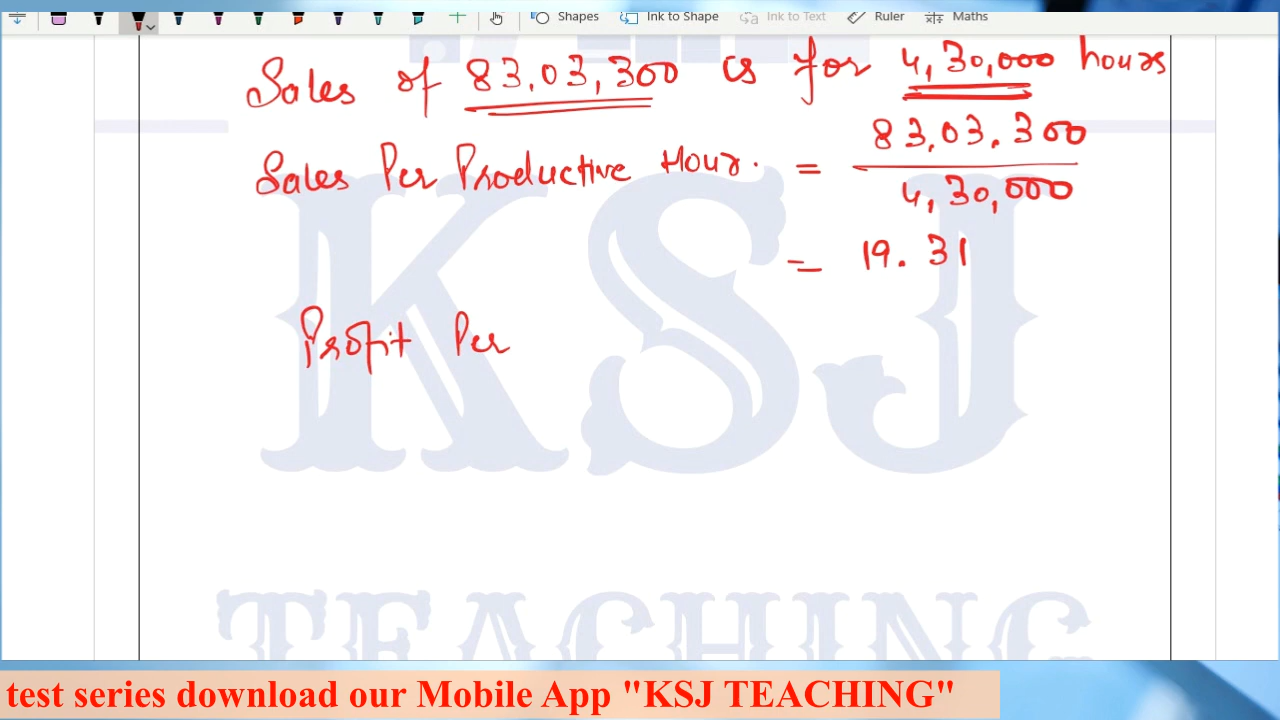 Shapes Ink to Shape Ink to Text Ruler Maths
Sales of 83,03,300 is for 4,30,000 hours
Sales Per Productive Hour. = 83,03,300
4,30,000
= 19.31
Profit Per
KSJ
TEACHING
test series download our Mobile App "KSJ TEACHING"